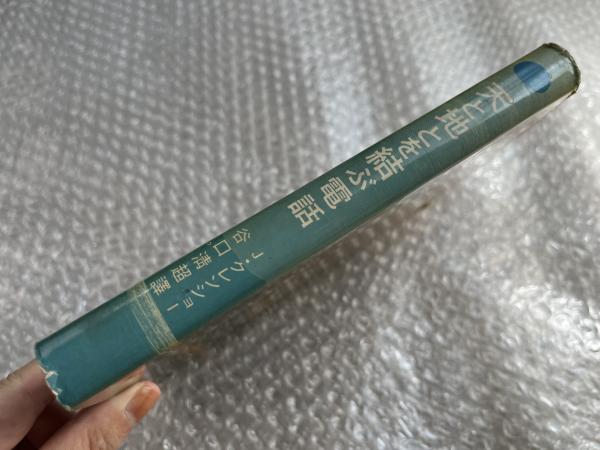 天と地とを結ぶ電話
J・クレンショー
谷口清超譯